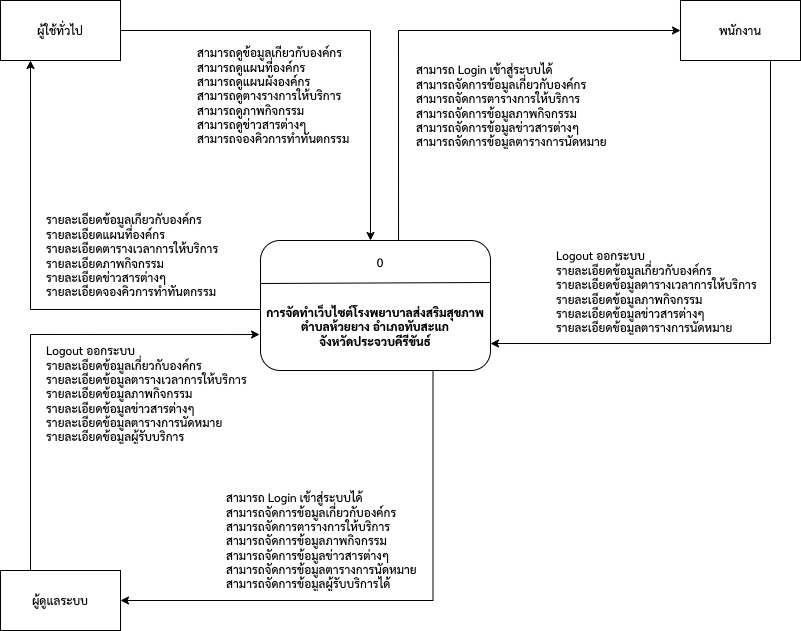 ผู้ใช้ทั่วไป
พนักงาน
สามารถดูข้อมูลเกี่ยวกับองค์กร
สามารถดูแผนที่องค์กร
สามารถดูแผนผังองค์กร
สามารถดูตารางการให้บริการ
สามารถดูภาพกิจกรรม
สามารถดูข่าวสารต่างๆ
สามารถจองคิวการทำทันตกรรม
สามารถ Login เข้าสู่ระบบได้
สามารถจัดการข้อมูลเกี่ยวกับองค์กร
สามารถจัดการตารางการให้บริการ
สามารถจัดการข้อมูลภาพกิจกรรม
สามารถจัดการข้อมูลข่าวสารต่างๆ
สามารถจัดการข้อมูลตารางการนัดหมาย
รายละเอียดข้อมูลเกี่ยวกับองค์กร
รายละเอียดแผนที่องค์กร
รายละเอียดตารางเวลาการให้บริการ
รายละเอียดภาพกิจกรรม
รายละเอียดข่าวสารต่างๆ
รายละเอียดจองคิวการทำทันตกรรม
0
การจัดทำเว็บไซต์โรงพยาบาลส่งสริมสุขภาพ
ตำบลห้วยยาง อำเภอทับสะแก
จังหวัดประจวบคีรีขันธ์
Logout ออกระบบ
รายละเอียดข้อมูลเกี่ยวกับองค์กร
รายละเอียดข้อมูลตารางเวลาการให้บริการ
รายละเอียดข้อมูลภาพกิจกรรม
รายละเอียดข้อมูลข่าวสารต่างๆ
รายละเอียดข้อมูลตารางการนัดหมาย
Logout ออกระบบ
รายละเอียดข้อมูลเกี่ยวกับองค์กร
รายละเอียดข้อมูลตารางเวลาการให้บริการ
รายละเอียดข้อมูลภาพกิจกรรม
รายละเอียดข้อมูลข่าวสารต่างๆ
รายละเอียดข้อมูลตารางการนัดหมาย
รายละเอียดข้อมูลผู้รับบริการ
สามารถ Login เข้าสู่ระบบได้
สามารถจัดการข้อมูลเกี่ยวกับองค์กร
สามารถจัดการตารางการให้บริการ
สามารถจัดการข้อมูลภาพกิจกรรม
สามารถจัดการข้อมูลข่าวสารต่างๆ
สามารถจัดการข้อมูลตารางการนัดหมาย
สามารถจัดการข้อมูลผู้รับบริการได้
ผู้ดูแลระบบ